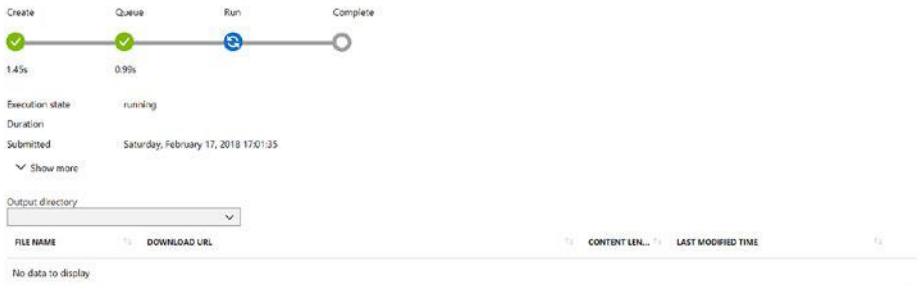 Create Queue Run Complete
1.45s 0.99s
Execution state running
Duration
Submitted Saturday, February 17, 2018 17:01:35
Show more
Output directory
FILE NAME DOWNLOAD URL CONTENT LEN... LAST MODIFIED TIME
No data to display